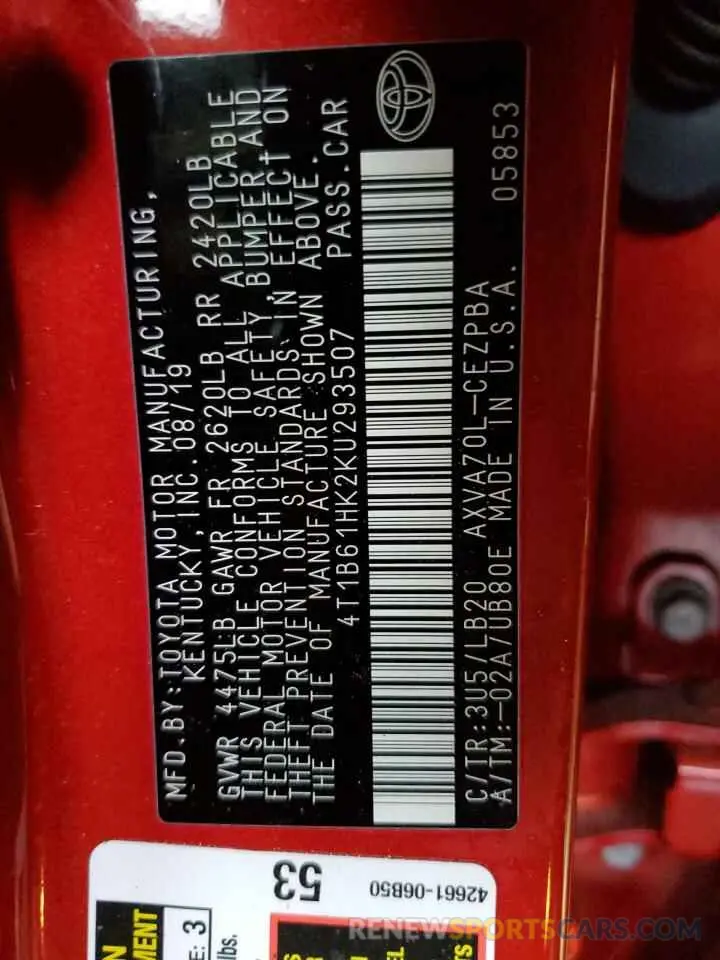 MFD. BY: TOYOTA MOTOR MANUFACTURING,
KENTUCKY, INC. 08/19
GVWR 4475LB GAWR FR 2620LB RR 2420LB
THIS VEHICLE CONFORMS TO ALL APPLICABLE
FEDERAL MOTOR VEHICLE SAFETY, BUMPER, AND
THEFT PREVENTION STANDARDS IN EFFECT ON
THE DATE OF MANUFACTURE SHOWN ABOVE.
4T1B61HK2KU293507 PASS. CAR
C/TR: 3U5/LB20 AXVA70L-CEZPBA 05853
A/TM: -02A/UB80E MADE IN U.S.A.
53
42661-06B50
MENT
E: 3
lbs.
RENEWSPORTSCARS.COM